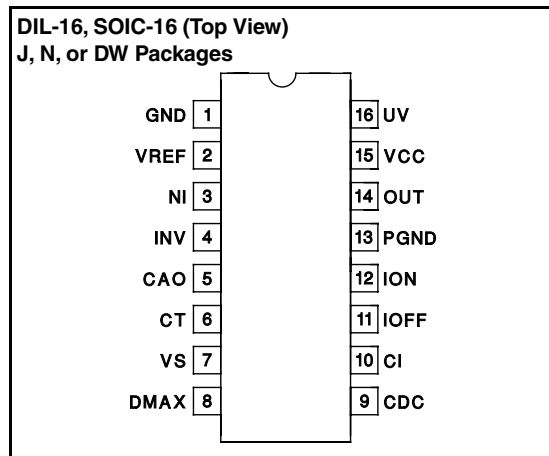 DIL-16, SOIC-16 (Top View)
J, N, or DW Packages
GND 1 16 UV
VREF 2 15 VCC
NI 3 14 OUT
INV 4 13 PGND
CAO 5 12 ION
CT 6 11 IOFF
VS 7 10 CI
DMAX 8 9 CDC